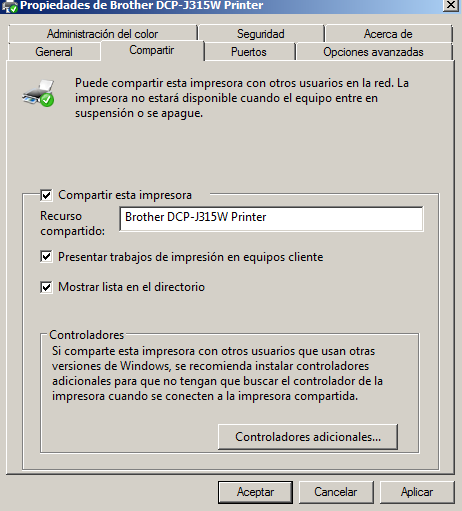 Propiedades de Brother DCP-J315W Printer
Administración del color
Seguridad
Acerca de
General
Compartir
Puertos
Opciones avanzadas
Puede compartir esta impresora con otros usuarios en la red. La
impresora no estará disponible cuando el equipo entre en
suspensión o se apague.
Compartir esta impresora
Recurso
compartido:
Brother DCP-J315W Printer
Presentar trabajos de impresión en equipos cliente
Mostrar lista en el directorio
Controladores
Si comparte esta impresora con otros usuarios que usan otras
versiones de Windows, se recomienda instalar controladores
adicionales para que no tengan que buscar el controlador de la
impresora cuando se conecten a la impresora compartida.
Controladores adicionales...
Aceptar
Cancelar
Aplicar